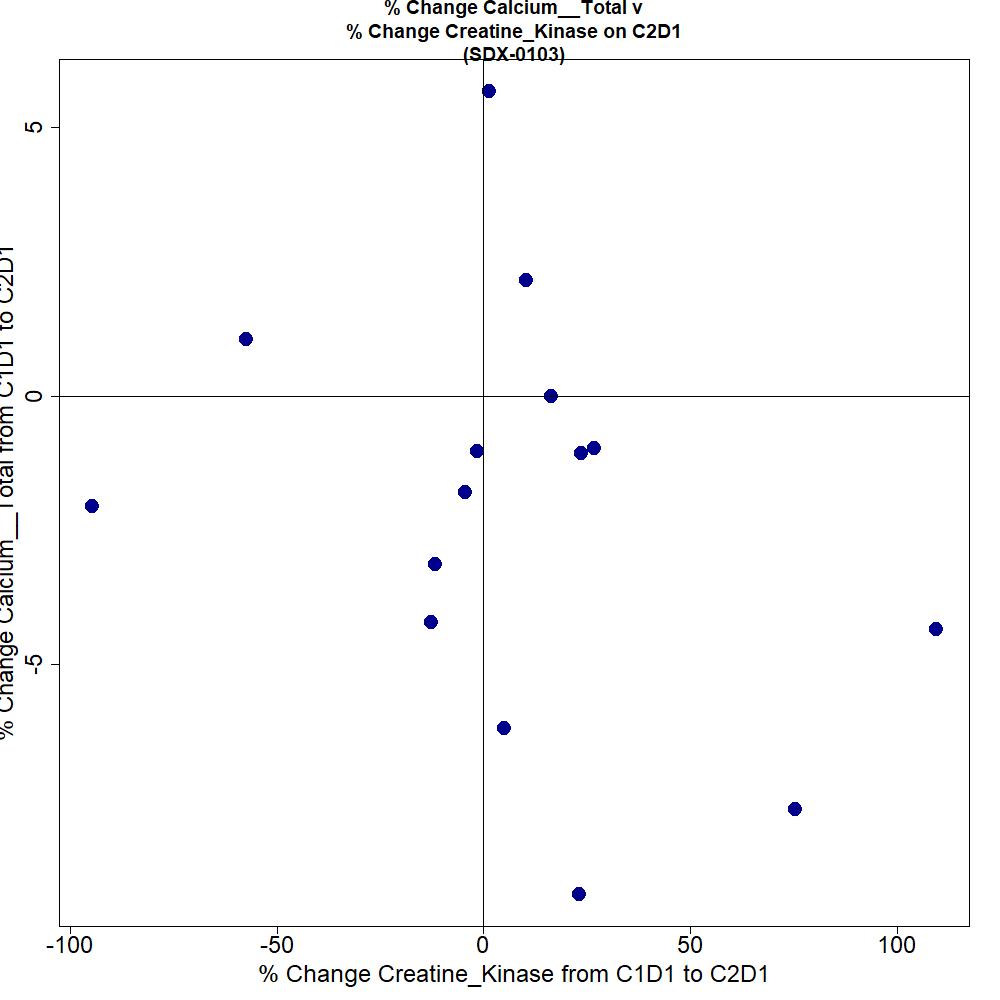 % Change Calcium__Total v
% Change Creatine_Kinase on C2D1
(SDX-0103)
% Change Calcium__Total from C1D1 to C2D1
5
0
-5
-100
-50
0
50
100
% Change Creatine_Kinase from C1D1 to C2D1